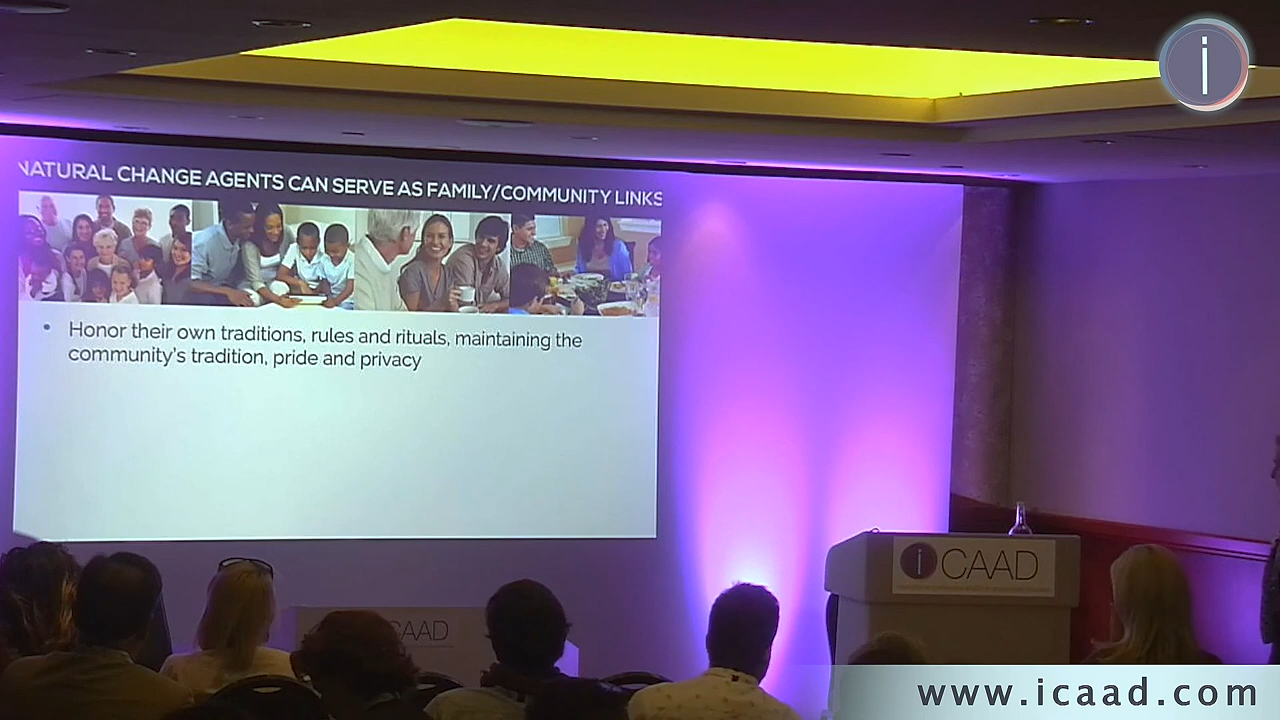 i
NATURAL CHANGE AGENTS CAN SERVE AS FAMILY/COMMUNITY LINKS
• Honor their own traditions, rules and rituals, maintaining the
community's tradition, pride and privacy
iCAAD
CAAD
www.icaad.com